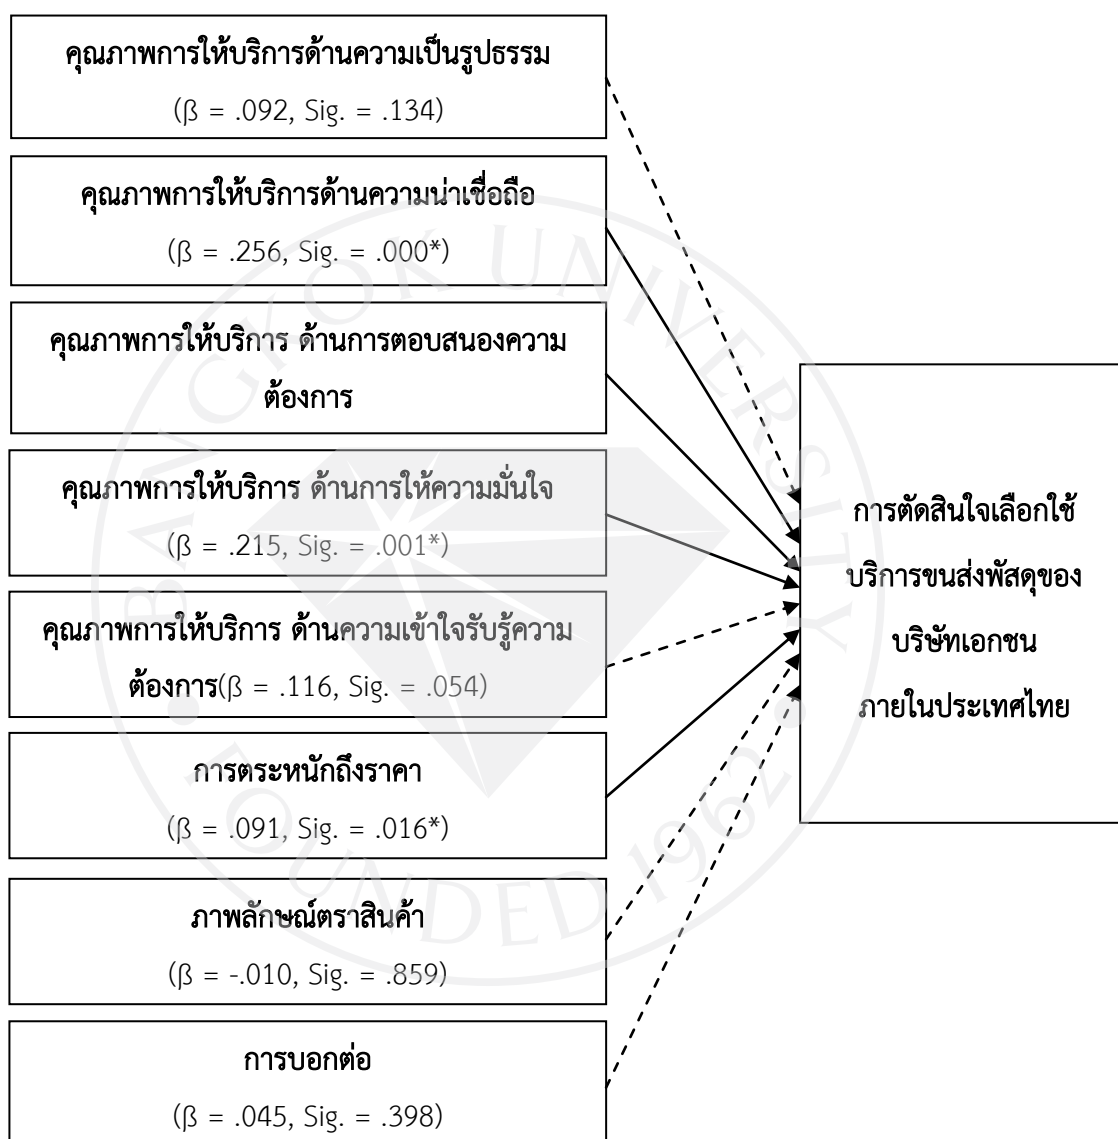 คุณภาพการให้บริการด้านความเป็นรูปธรรม
(β = .092, Sig. = .134)
คุณภาพการให้บริการด้านความน่าเชื่อถือ
(β = .256, Sig. = .000*)
คุณภาพการให้บริการ ด้านการตอบสนองความ
ต้องการ
คุณภาพการให้บริการ ด้านการให้ความมั่นใจ
(β = .215, Sig. = .001*)
คุณภาพการให้บริการ ด้านความเข้าใจรับรู้ความ
ต้องการ(β = .116, Sig. = .054)
การตระหนักถึงราคา
(β = .091, Sig. = .016*)
ภาพลักษณ์ตราสินค้า
(β = -.010, Sig. = .859)
การบอกต่อ
(β = .045, Sig. = .398)
การตัดสินใจเลือกใช้
บริการขนส่งพัสดุของ
บริษัทเอกชน
ภายในประเทศไทย
BANGKOK UNIVERSITY
FOUNDED 1962